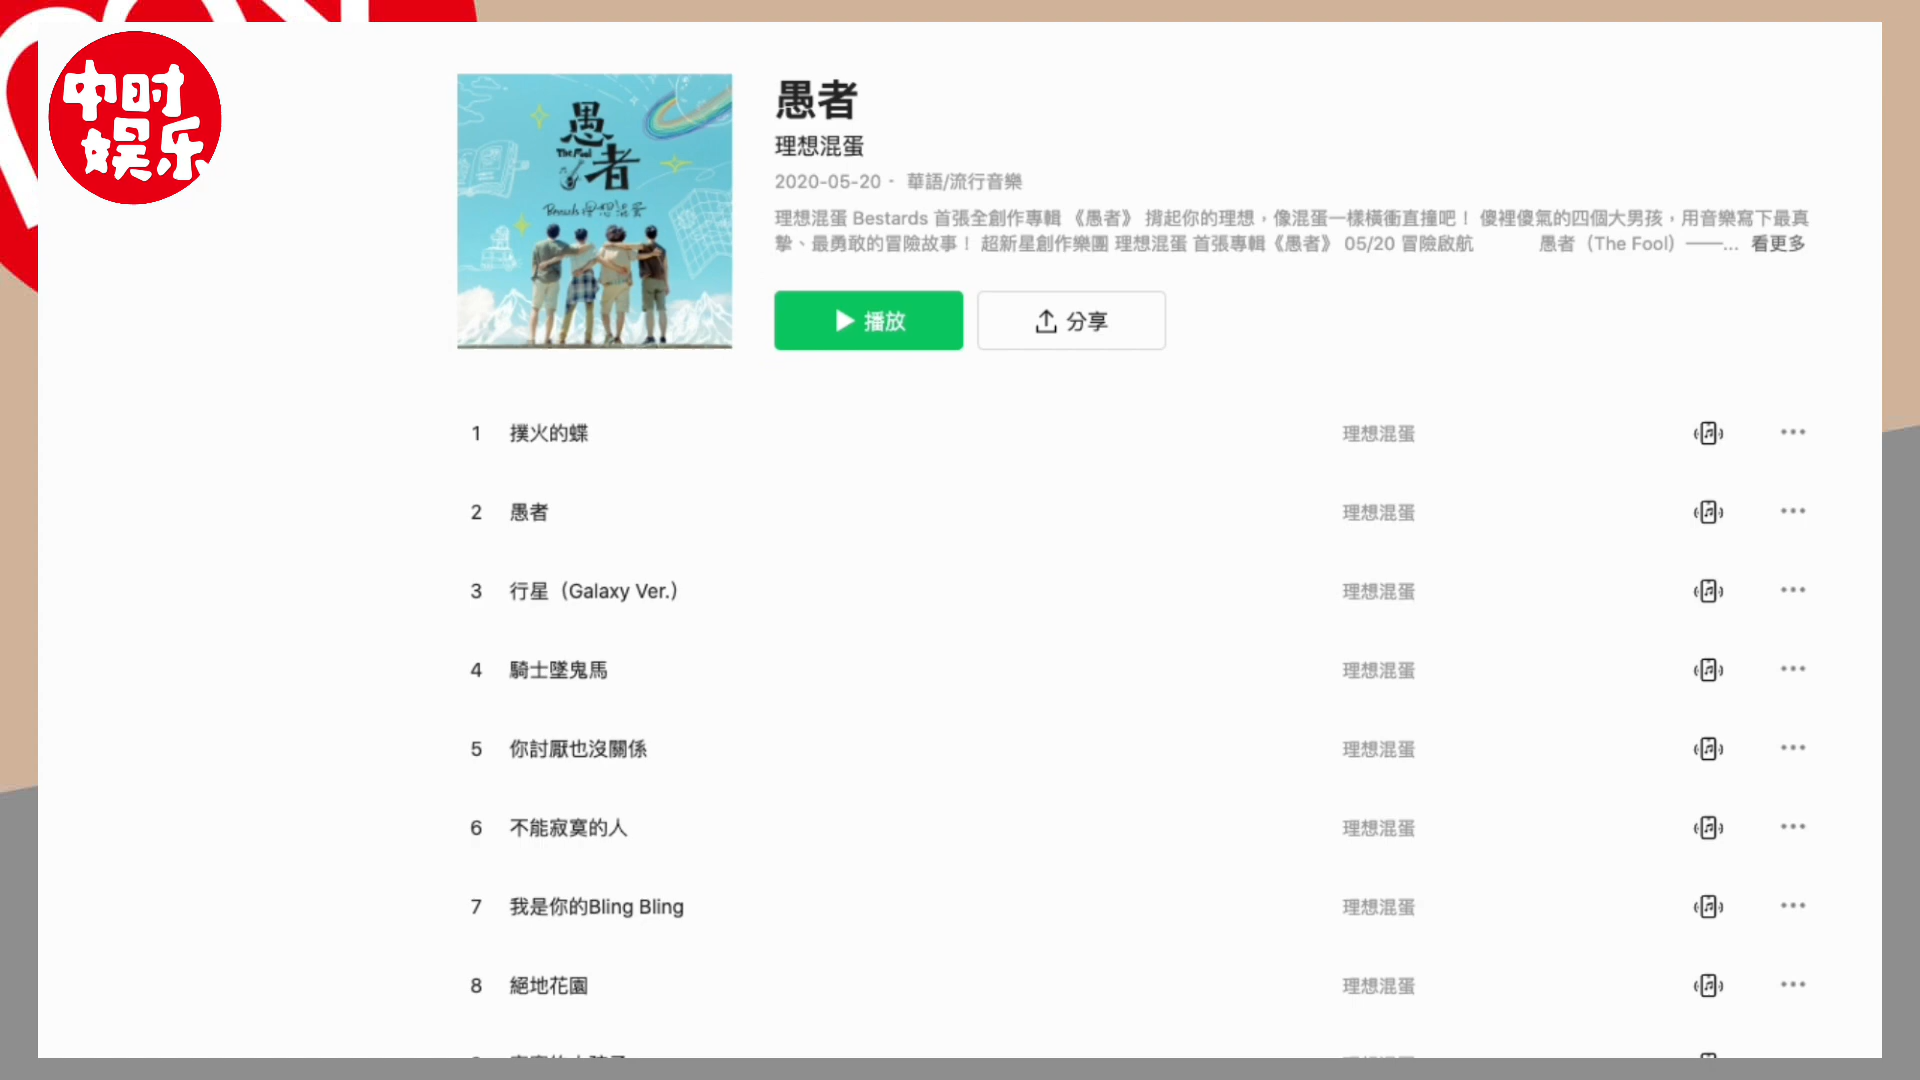 中时
娱乐
愚者
The Fool
Bestards 理想混蛋
愚者
理想混蛋
2020-05-20 · 華語/流行音樂
理想混蛋 Bestards 首張全創作專輯 《愚者》 揹起你的理想，像混蛋一樣橫衝直撞吧！ 傻裡傻氣的四個大男孩，用音樂寫下最真
摯、最勇敢的冒險故事！ 超新星創作樂團 理想混蛋 首張專輯《愚者》 05/20 冒險啟航 愚者（The Fool）——... 看更多
播放
分享
1 撲火的蝶 理想混蛋
2 愚者 理想混蛋
3 行星（Galaxy Ver.） 理想混蛋
4 騎士墜鬼馬 理想混蛋
5 你討厭也沒關係 理想混蛋
6 不能寂寞的人 理想混蛋
7 我是你的Bling Bling 理想混蛋
8 絕地花園 理想混蛋